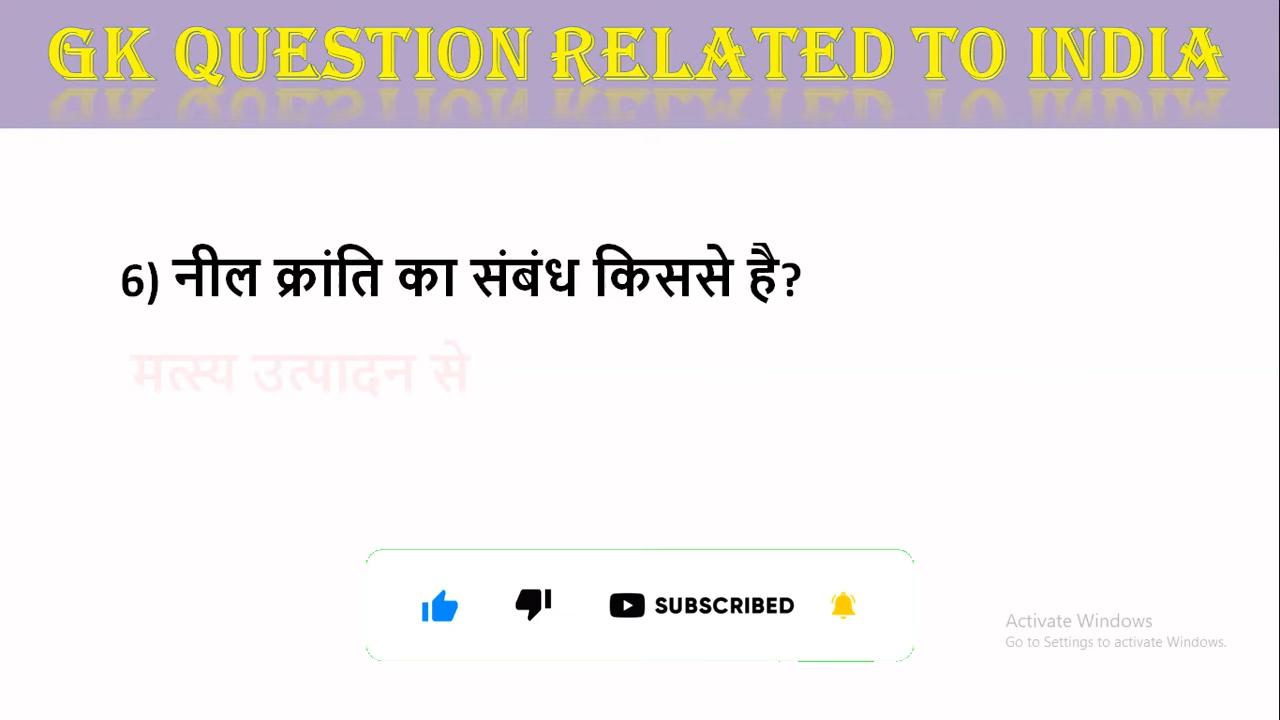 GK QUESTION RELATED TO INDIA
6) नील क्रांति का संबंध किससे है?
मत्स्य उत्पादन से
SUBSCRIBED
Activate Windows
Go to Settings to activate Windows.